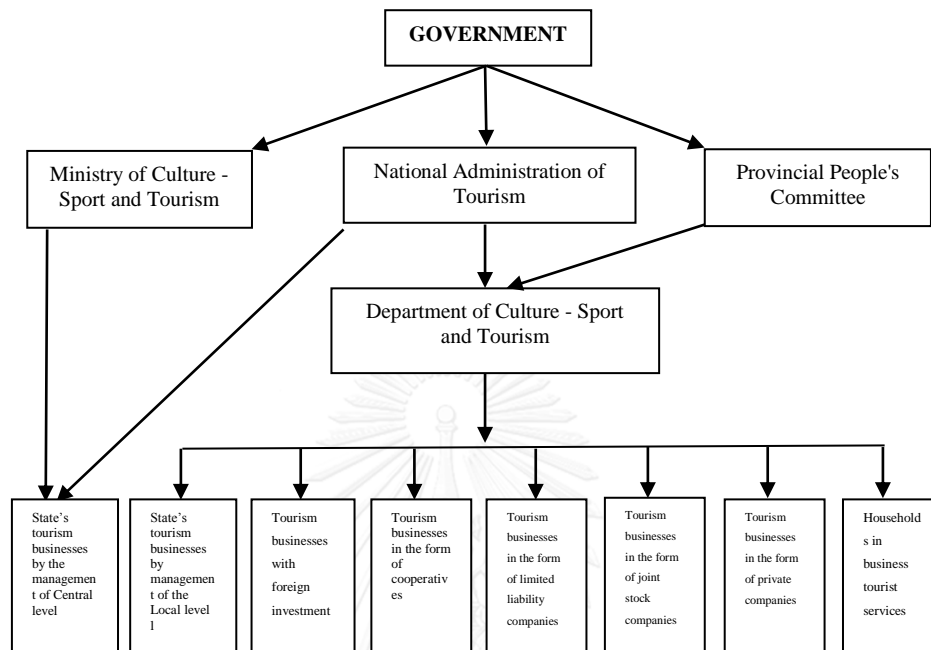 GOVERNMENT
Ministry of Culture -
Sport and Tourism
National Administration of
Tourism
Provincial People's
Committee
Department of Culture - Sport
and Tourism
State's
tourism
businesses
by the
managemen
t of Central
level
State's
tourism
businesses
by
managemen
t of the
Local level
l
Tourism
businesses
with
foreign
investment
Tourism
businesses
in the form
of
cooperativ
es
Tourism
businesses
in the form
of limited
liability
companies
Tourism
businesses
in the form
of joint
stock
companies
Tourism
businesses
in the form
of private
companies
Household
s in
business
tourist
services